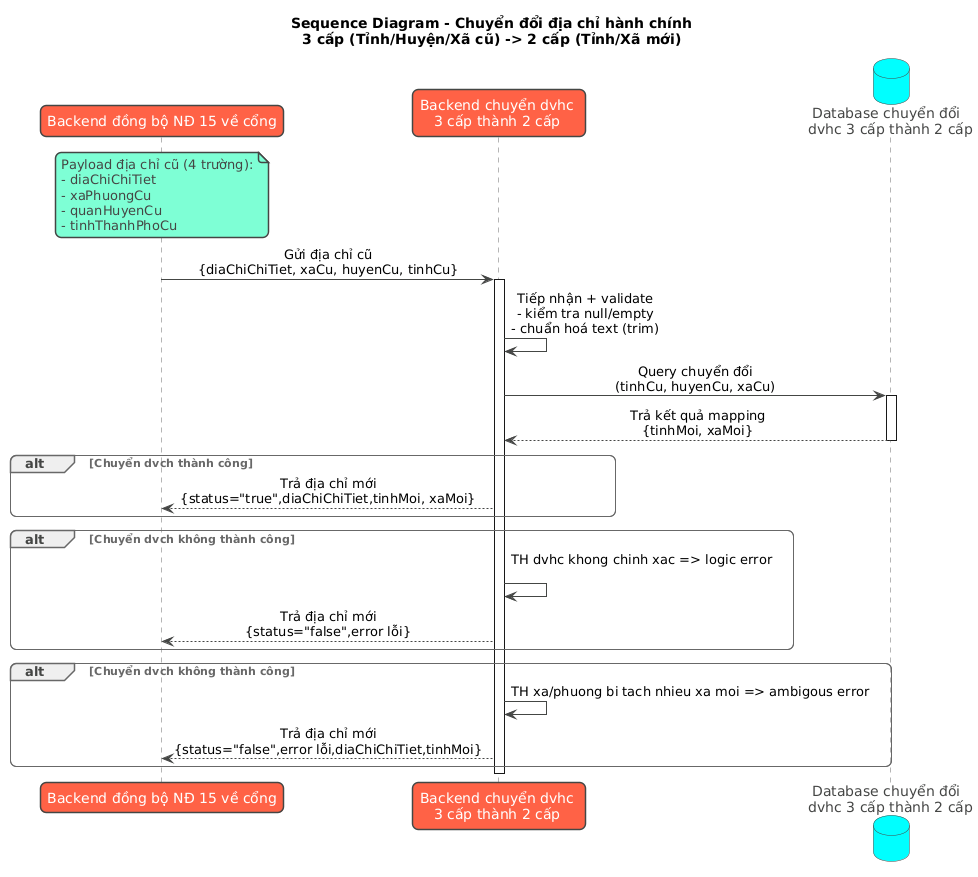 Sequence Diagram - Chuyển đổi địa chỉ hành chính
3 cấp (Tỉnh/Huyện/Xã cũ) -> 2 cấp (Tỉnh/Xã mới)
Backend đồng bộ NĐ 15 về cổng
Backend chuyển dvhc
3 cấp thành 2 cấp
Database chuyển đổi
dvhc 3 cấp thành 2 cấp
Payload địa chỉ cũ (4 trường):
- diaChiChiTiet
- xaPhuongCu
- quanHuyenCu
- tinhThanhPhoCu
Gửi địa chỉ cũ
{diaChiChiTiet, xaCu, huyenCu, tinhCu}
Tiếp nhận + validate
- kiểm tra null/empty
- chuẩn hoá text (trim)
Query chuyển đổi
(tinhCu, huyenCu, xaCu)
Trả kết quả mapping
{tinhMoi, xaMoi}
alt [Chuyển dvch thành công]
Trả địa chỉ mới
{status="true",diaChiChiTiet,tinhMoi, xaMoi}
alt [Chuyển dvch không thành công]
TH dvhc khong chinh xac => logic error
Trả địa chỉ mới
{status="false",error lỗi}
alt [Chuyển dvch không thành công]
TH xa/phuong bi tach nhieu xa moi => ambigous error
Trả địa chỉ mới
{status="false",error lỗi,diaChiChiTiet,tinhMoi}
Backend đồng bộ NĐ 15 về cổng
Backend chuyển dvhc
3 cấp thành 2 cấp
Database chuyển đổi
dvhc 3 cấp thành 2 cấp